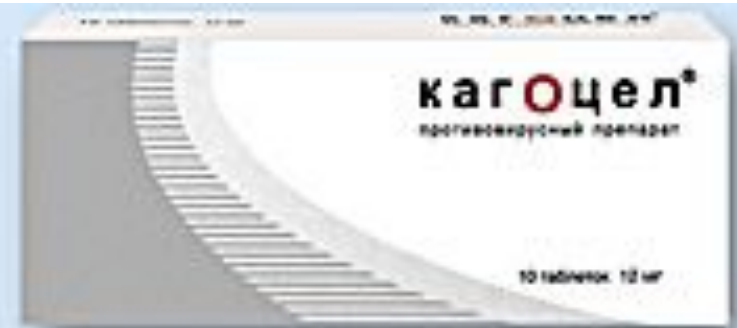 кагоцел®
противовирусный препарат
10 таблеток 12 мг